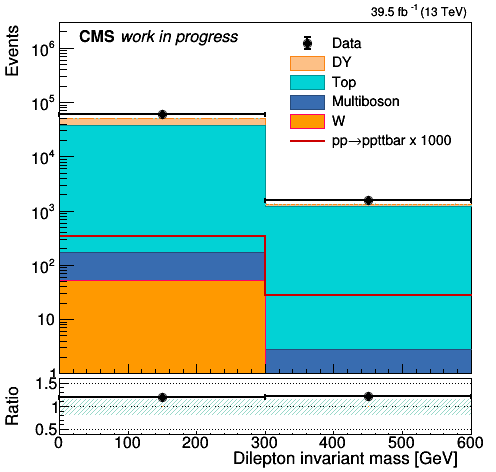 39.5 fb⁻¹ (13 TeV)
CMS work in progress
Events
10⁶
10⁵
10⁴
10³
10²
10
1
Data
DY
Top
Multiboson
W
pp→ppttbar x 1000
Ratio
1.5
1
0.5
0 100 200 300 400 500 600
Dilepton invariant mass [GeV]